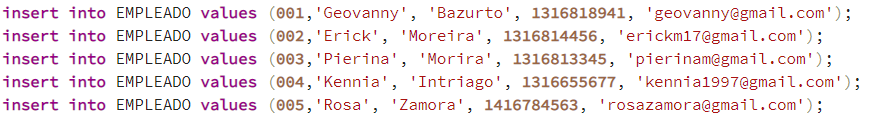 insert into EMPLEADO values (001,'Geovanny', 'Bazurto', 1316818941, 'geovanny@gmail.com');
insert into EMPLEADO values (002,'Erick', 'Moreira', 1316814456, 'erickm17@gmail.com');
insert into EMPLEADO values (003,'Pierina', 'Morira', 1316813345, 'pierinam@gmail.com');
insert into EMPLEADO values (004,'Kennia', 'Intriago', 1316655677, 'kennia1997@gmail.com');
insert into EMPLEADO values (005,'Rosa', 'Zamora', 1416784563, 'rosazamora@gmail.com');